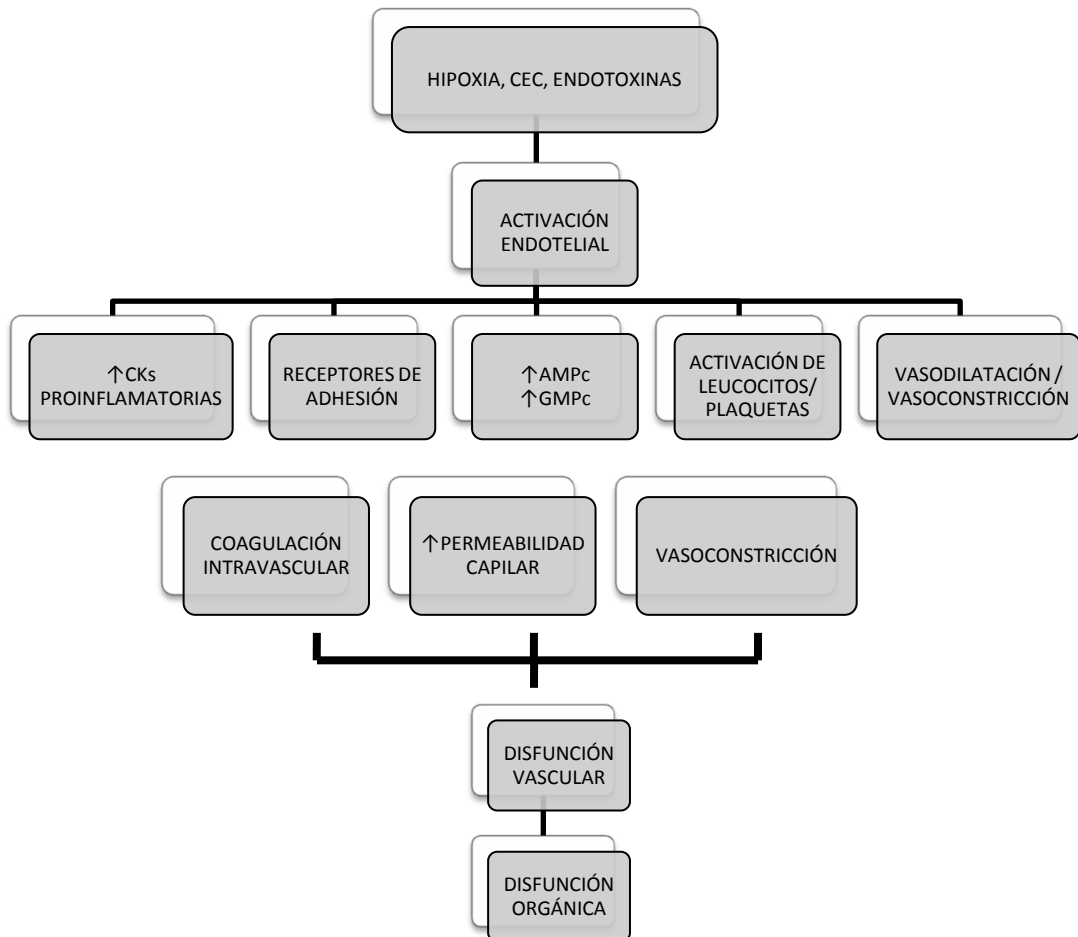 HIPOXIA, CEC, ENDOTOXINAS
ACTIVACIÓN
ENDOTELIAL
↑CKs
PROINFLAMATORIAS
RECEPTORES DE
ADHESIÓN
↑AMPc
↑GMPc
ACTIVACIÓN DE
LEUCOCITOS/
PLAQUETAS
VASODILATACIÓN /
VASOCONSTRICCIÓN
COAGULACIÓN
INTRAVASCULAR
↑PERMEABILIDAD
CAPILAR
VASOCONSTRICCIÓN
DISFUNCIÓN
VASCULAR
DISFUNCIÓN
ORGÁNICA